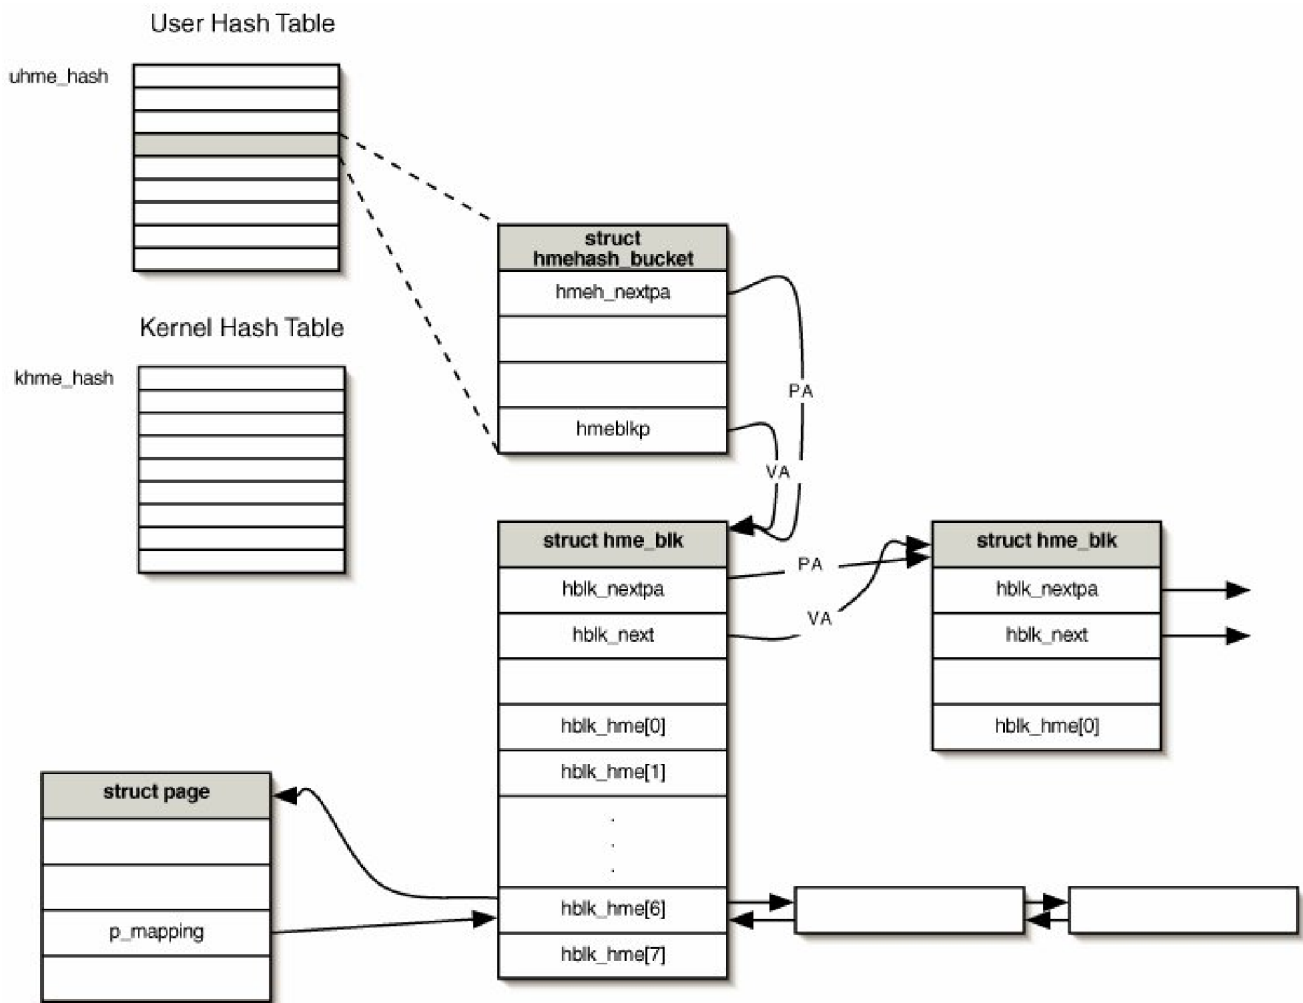 User Hash Table
uhme_hash
struct
hmehash_bucket
hmeh_nextpa
Kernel Hash Table
khme_hash
PA
hmeblkp
VA
struct hme_blk
struct hme_blk
PA
hblk_nextpa
hblk_nextpa
VA
hblk_next
hblk_next
hblk_hme[0]
hblk_hme[0]
hblk_hme[1]
struct page
.
.
.
hblk_hme[6]
p_mapping
hblk_hme[7]